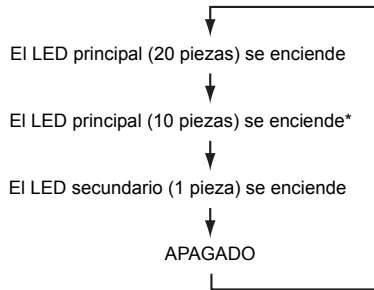 El LED principal (20 piezas) se enciende
El LED principal (10 piezas) se enciende*
El LED secundario (1 pieza) se enciende
APAGADO